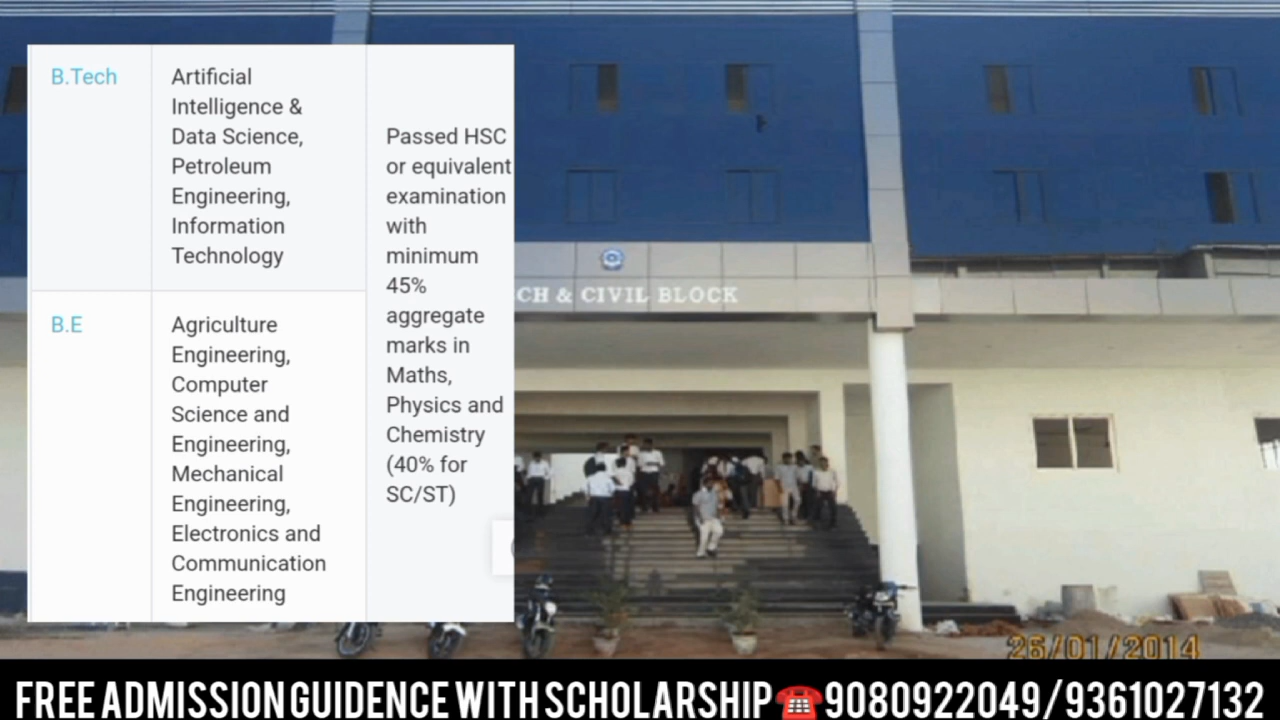 B.Tech
Artificial
Intelligence &
Data Science,
Petroleum
Engineering,
Information
Technology
B.E
Agriculture
Engineering,
Computer
Science and
Engineering,
Mechanical
Engineering,
Electronics and
Communication
Engineering
Passed HSC
or equivalent
examination
with
minimum
45%
aggregate
marks in
Maths,
Physics and
Chemistry
(40% for
SC/ST)
CH & CIVIL BLOCK
26/01/2014
FREE ADMISSION GUIDENCE WITH SCHOLARSHIP ☎️9080922049/9361027132